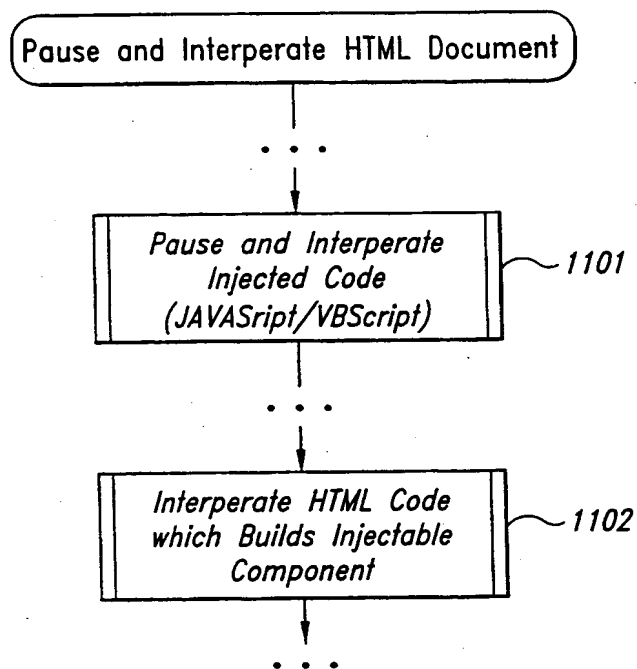 Pause and Interperate HTML Document
Pause and Interperate
Injected Code
(JAVASript/VBScript)
1101
Interperate HTML Code
which Builds Injectable
Component
1102